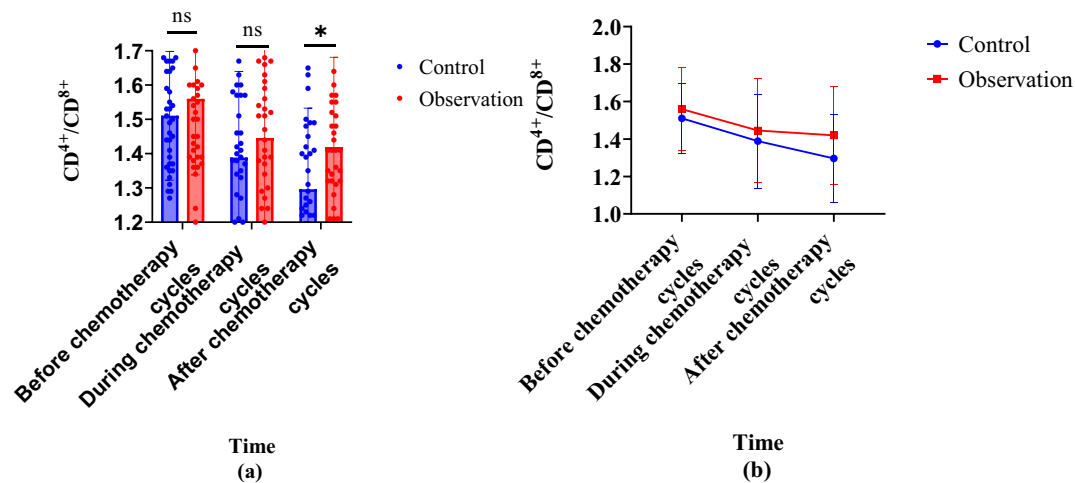 ns
ns
*
1.7
1.6
1.5
1.4
1.3
1.2
CD4+/CD8+
Control
Observation
Before chemotherapy
cycles
During chemotherapy
cycles
After chemotherapy
cycles
Time
(a)
2.0
1.8
1.6
1.4
1.2
1.0
CD4+/CD8+
Control
Observation
Before chemotherapy
cycles
During chemotherapy
cycles
After chemotherapy
cycles
Time
(b)